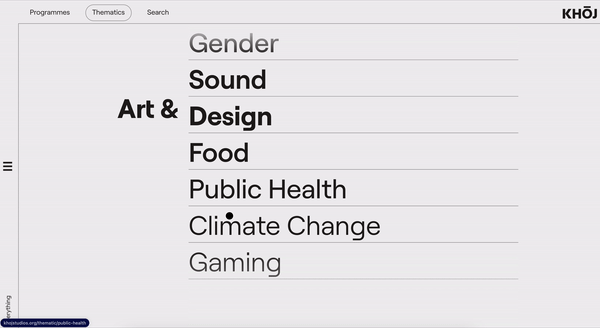 Programmes
Thematics
Search
KHŌJ
Gender
Sound
Art &
Design
Food
Public Health
Climate Change
Gaming
khojstudios.org/thematic/public-health